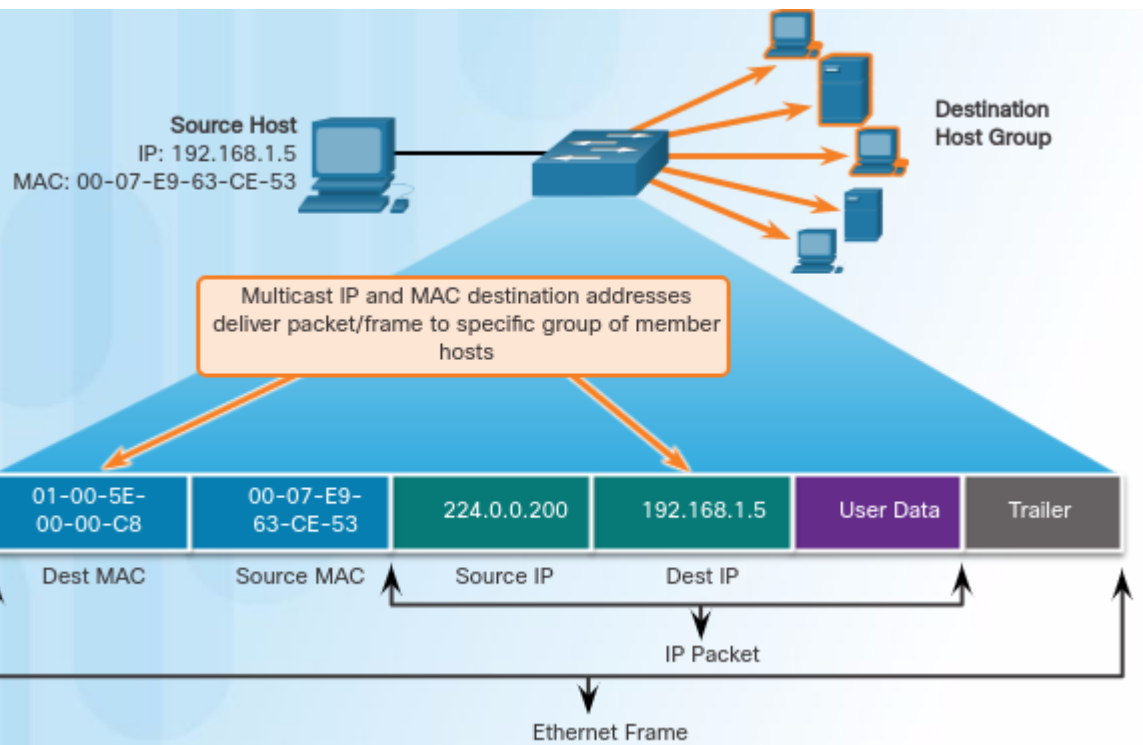 Source Host
IP: 192.168.1.5
MAC: 00-07-E9-63-CE-53
Destination
Host Group
Multicast IP and MAC destination addresses
deliver packet/frame to specific group of member
hosts
01-00-5E-
00-00-C8
00-07-E9-
63-CE-53
224.0.0.200
192.168.1.5
User Data
Trailer
Dest MAC
Source MAC
Source IP
Dest IP
IP Packet
Ethernet Frame